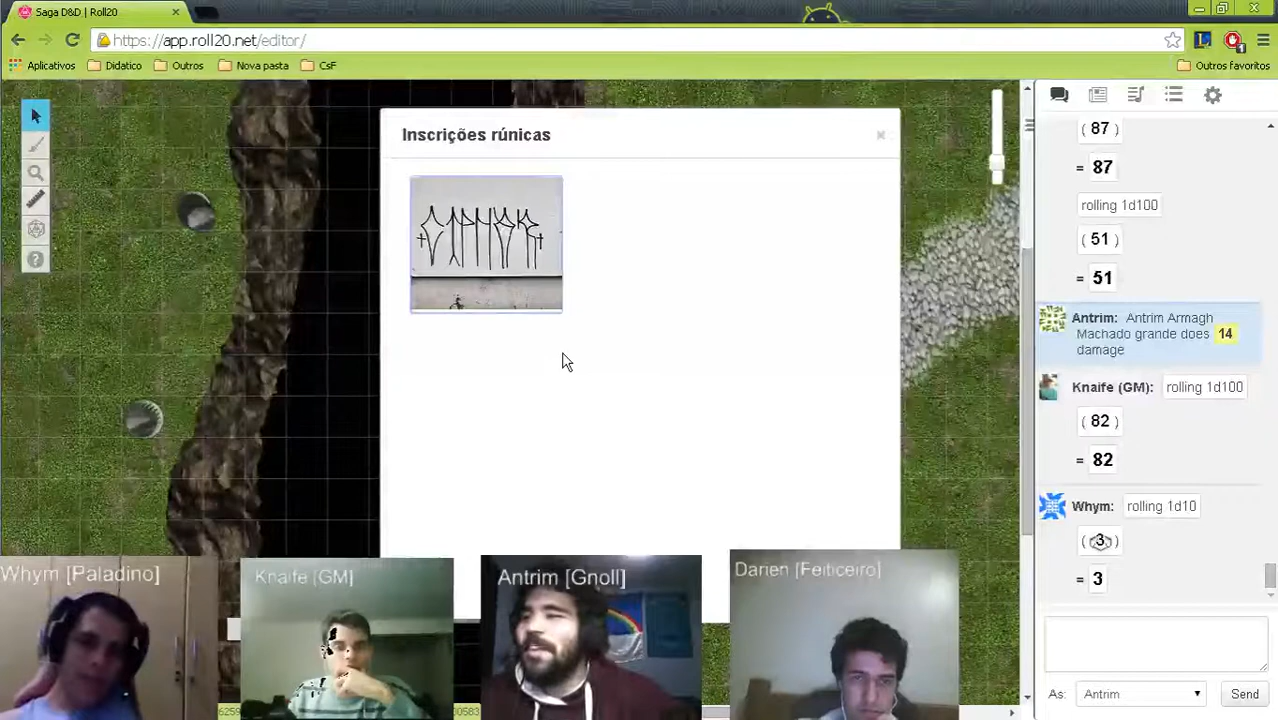 Saga D&D | Roll20
https://app.roll20.net/editor/
Aplicativos
Didatico
Outros
Nova pasta
CsF
Outros favoritos
Inscrições rúnicas
( 87 )
= 87
rolling 1d100
( 51 )
= 51
Antrim: Antrim Armagh
Machado grande does 14
damage
Knaife (GM): rolling 1d100
( 82 )
= 82
Whym: rolling 1d10
( 3 )
= 3
As: Antrim
Send
Whym [Paladino]
Knaife [GM]
Antrim [Gnoll]
Darien [Feiticeiro]